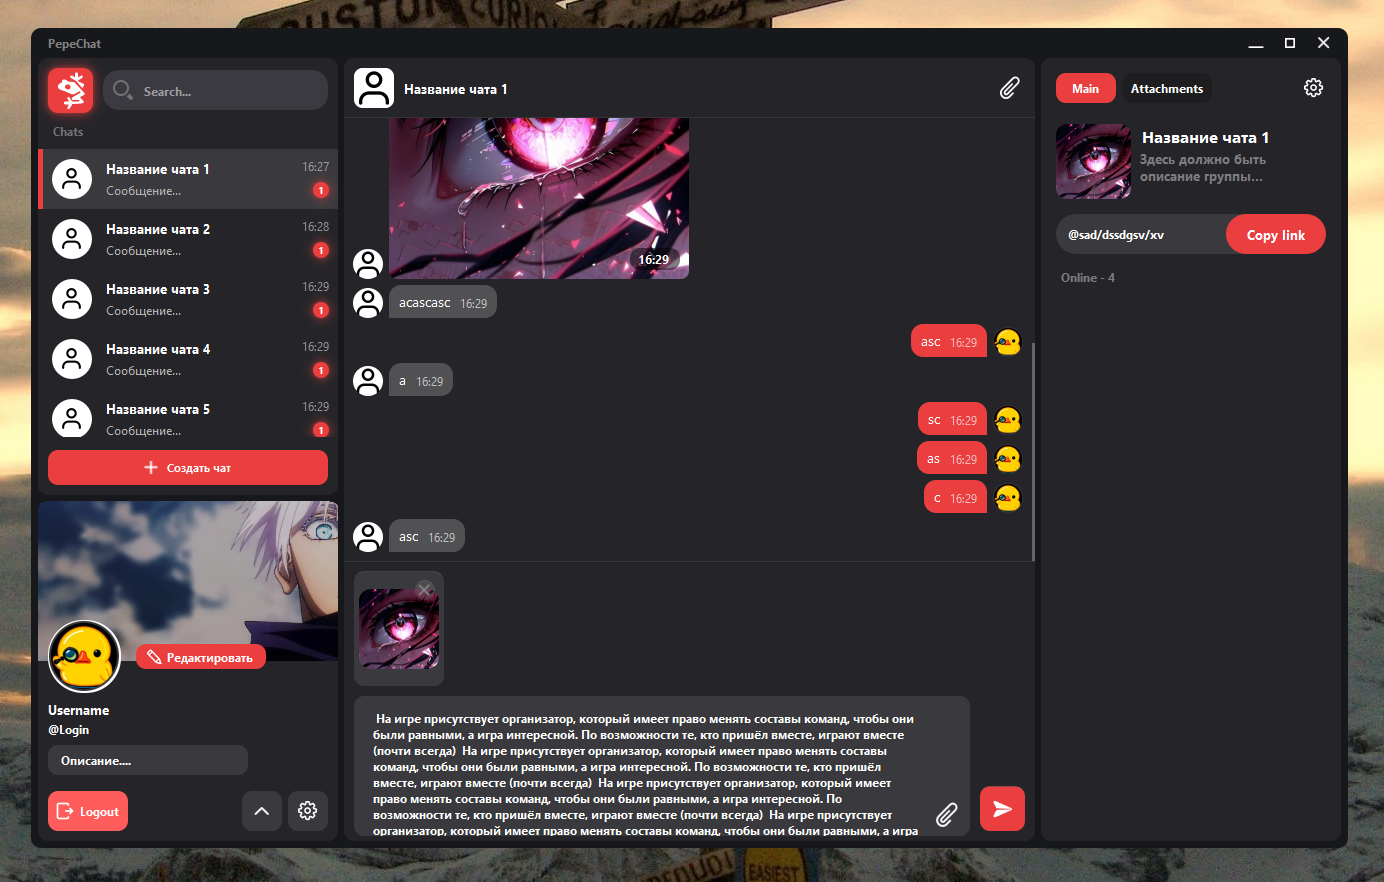 PepeChat
Search...
Chats
Название чата 1
16:27
Сообщение...
1
Название чата 2
16:28
Сообщение...
1
Название чата 3
16:29
Сообщение...
1
Название чата 4
16:29
Сообщение...
1
Название чата 5
16:29
Сообщение...
1
Создать чат
Редактировать
Username
@Login
Описание....
Logout
Название чата 1
16:29
acascasc 16:29
asc 16:29
a 16:29
sc 16:29
as 16:29
c 16:29
asc 16:29
На игре присутствует организатор, который имеет право менять составы команд, чтобы они
были равными, а игра интересной. По возможности те, кто пришёл вместе, играют вместе
(почти всегда) На игре присутствует организатор, который имеет право менять составы
команд, чтобы они были равными, а игра интересной. По возможности те, кто пришёл
вместе, играют вместе (почти всегда) На игре присутствует организатор, который имеет
право менять составы команд, чтобы они были равными, а игра интересной. По
возможности те, кто пришёл вместе, играют вместе (почти всегда) На игре присутствует
организатор, который имеет право менять составы команд, чтобы они были равными, а игра
Main
Attachments
Название чата 1
Здесь должно быть
описание группы...
@sad/dssdgsv/xv
Copy link
Online - 4
EASIEST